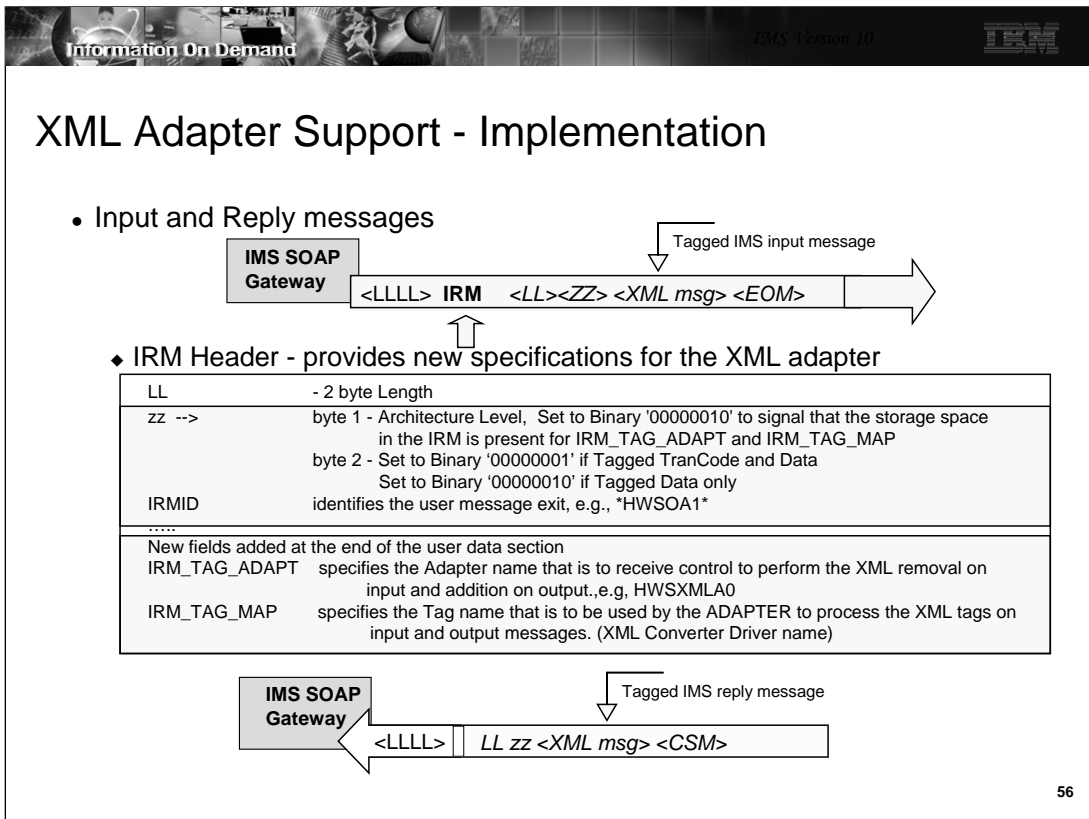 Information On Demand
IMS Version 10
IBM
XML Adapter Support - Implementation
• Input and Reply messages
IMS SOAP
Gateway
Tagged IMS input message
<LLLL> IRM <LL><ZZ> <XML msg> <EOM>
◆ IRM Header - provides new specifications for the XML adapter
LL - 2 byte Length
zz --> byte 1 - Architecture Level, Set to Binary '00000010' to signal that the storage space
in the IRM is present for IRM_TAG_ADAPT and IRM_TAG_MAP
byte 2 - Set to Binary ‘00000001’ if Tagged TranCode and Data
Set to Binary ‘00000010’ if Tagged Data only
IRMID identifies the user message exit, e.g., *HWSOA1*
…..
New fields added at the end of the user data section
IRM_TAG_ADAPT specifies the Adapter name that is to receive control to perform the XML removal on
input and addition on output.,e.g, HWSXMLA0
IRM_TAG_MAP specifies the Tag name that is to be used by the ADAPTER to process the XML tags on
input and output messages. (XML Converter Driver name)
IMS SOAP
Gateway
Tagged IMS reply message
<LLLL> LL zz <XML msg> <CSM>
56